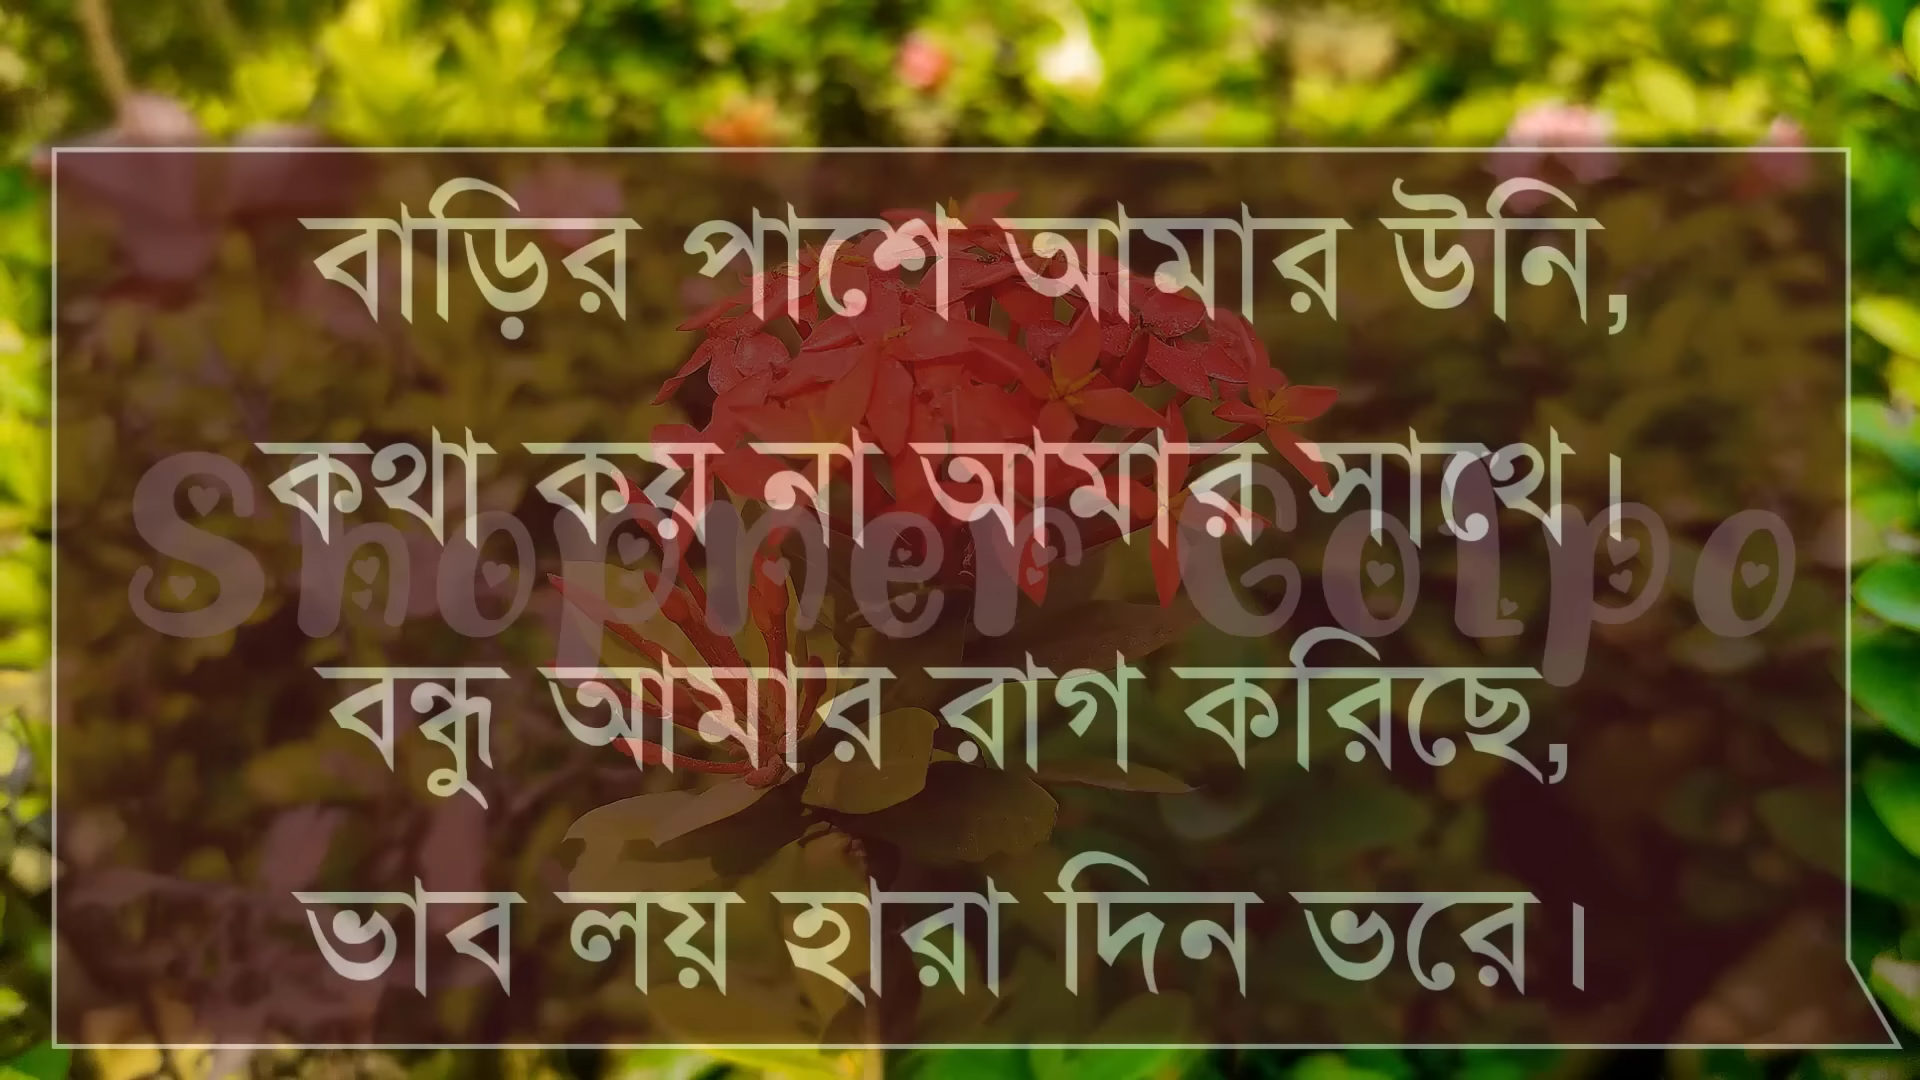 বাড়ির পাশে আমার উনি,
কথা কয় না আমার সাথে।
Shopner Golpo
বন্ধু আমার রাগ করিছে,
ভাব লয় হারা দিন ভরে।